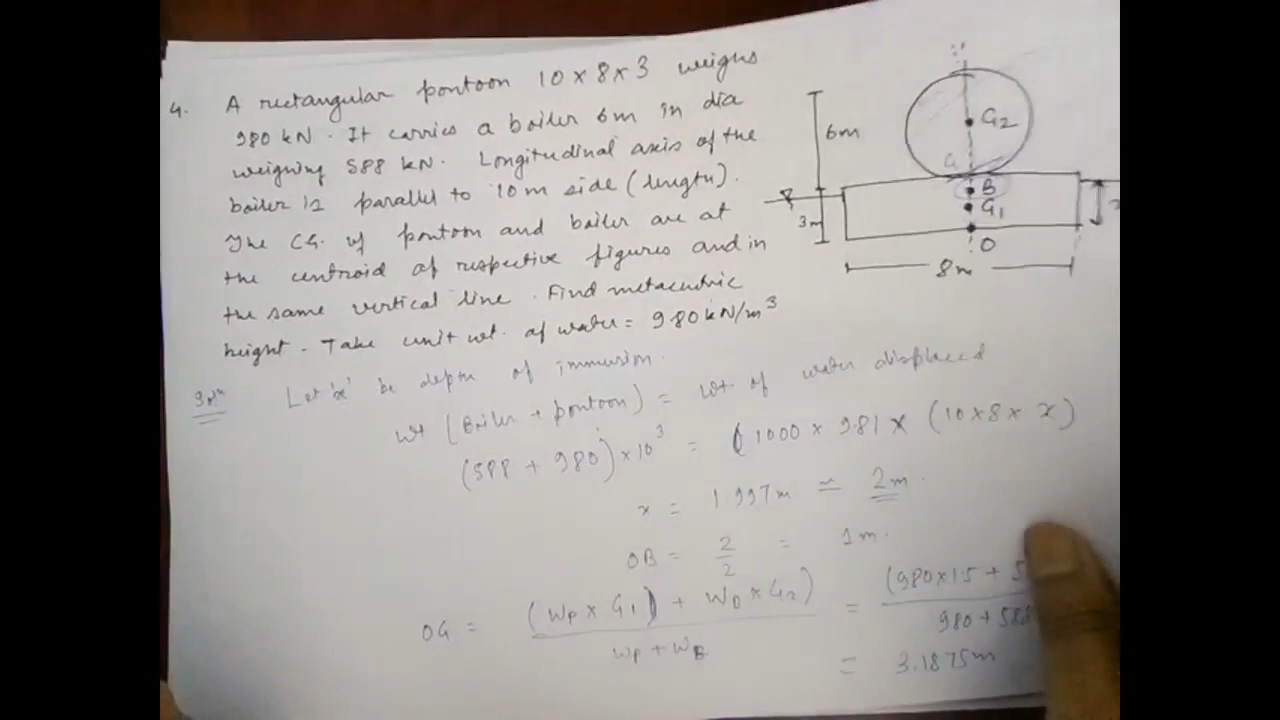 4. A rectangular pontoon 10 × 8 × 3 weighs
980 kN. It carries a boiler 6m in dia
weighing 588 kN. Longitudinal axis of the
boiler is parallel to 10 m side (length).
The CG. of pontoon and boiler are at
the centroid of respective figures and in
the same vertical line. Find metacentric
height. Take unit wt. of water = 9.80 kN/m³
6m
G2
G
B
G1
3m
O
8m
Soln Let 'x' be depth of immersion.
Wt (Boiler + pontoon) = Wt. of water displaced
(588 + 980) × 10³ = (1000 × 9.81 × (10 × 8 × x)
x = 1.997m ≃ 2m.
OB = 2/2 = 1m.
OG = (Wp × G1) + WB × G2) / Wp + WB = (980×1.5 + 5 / 980 + 588
= 3.1875m